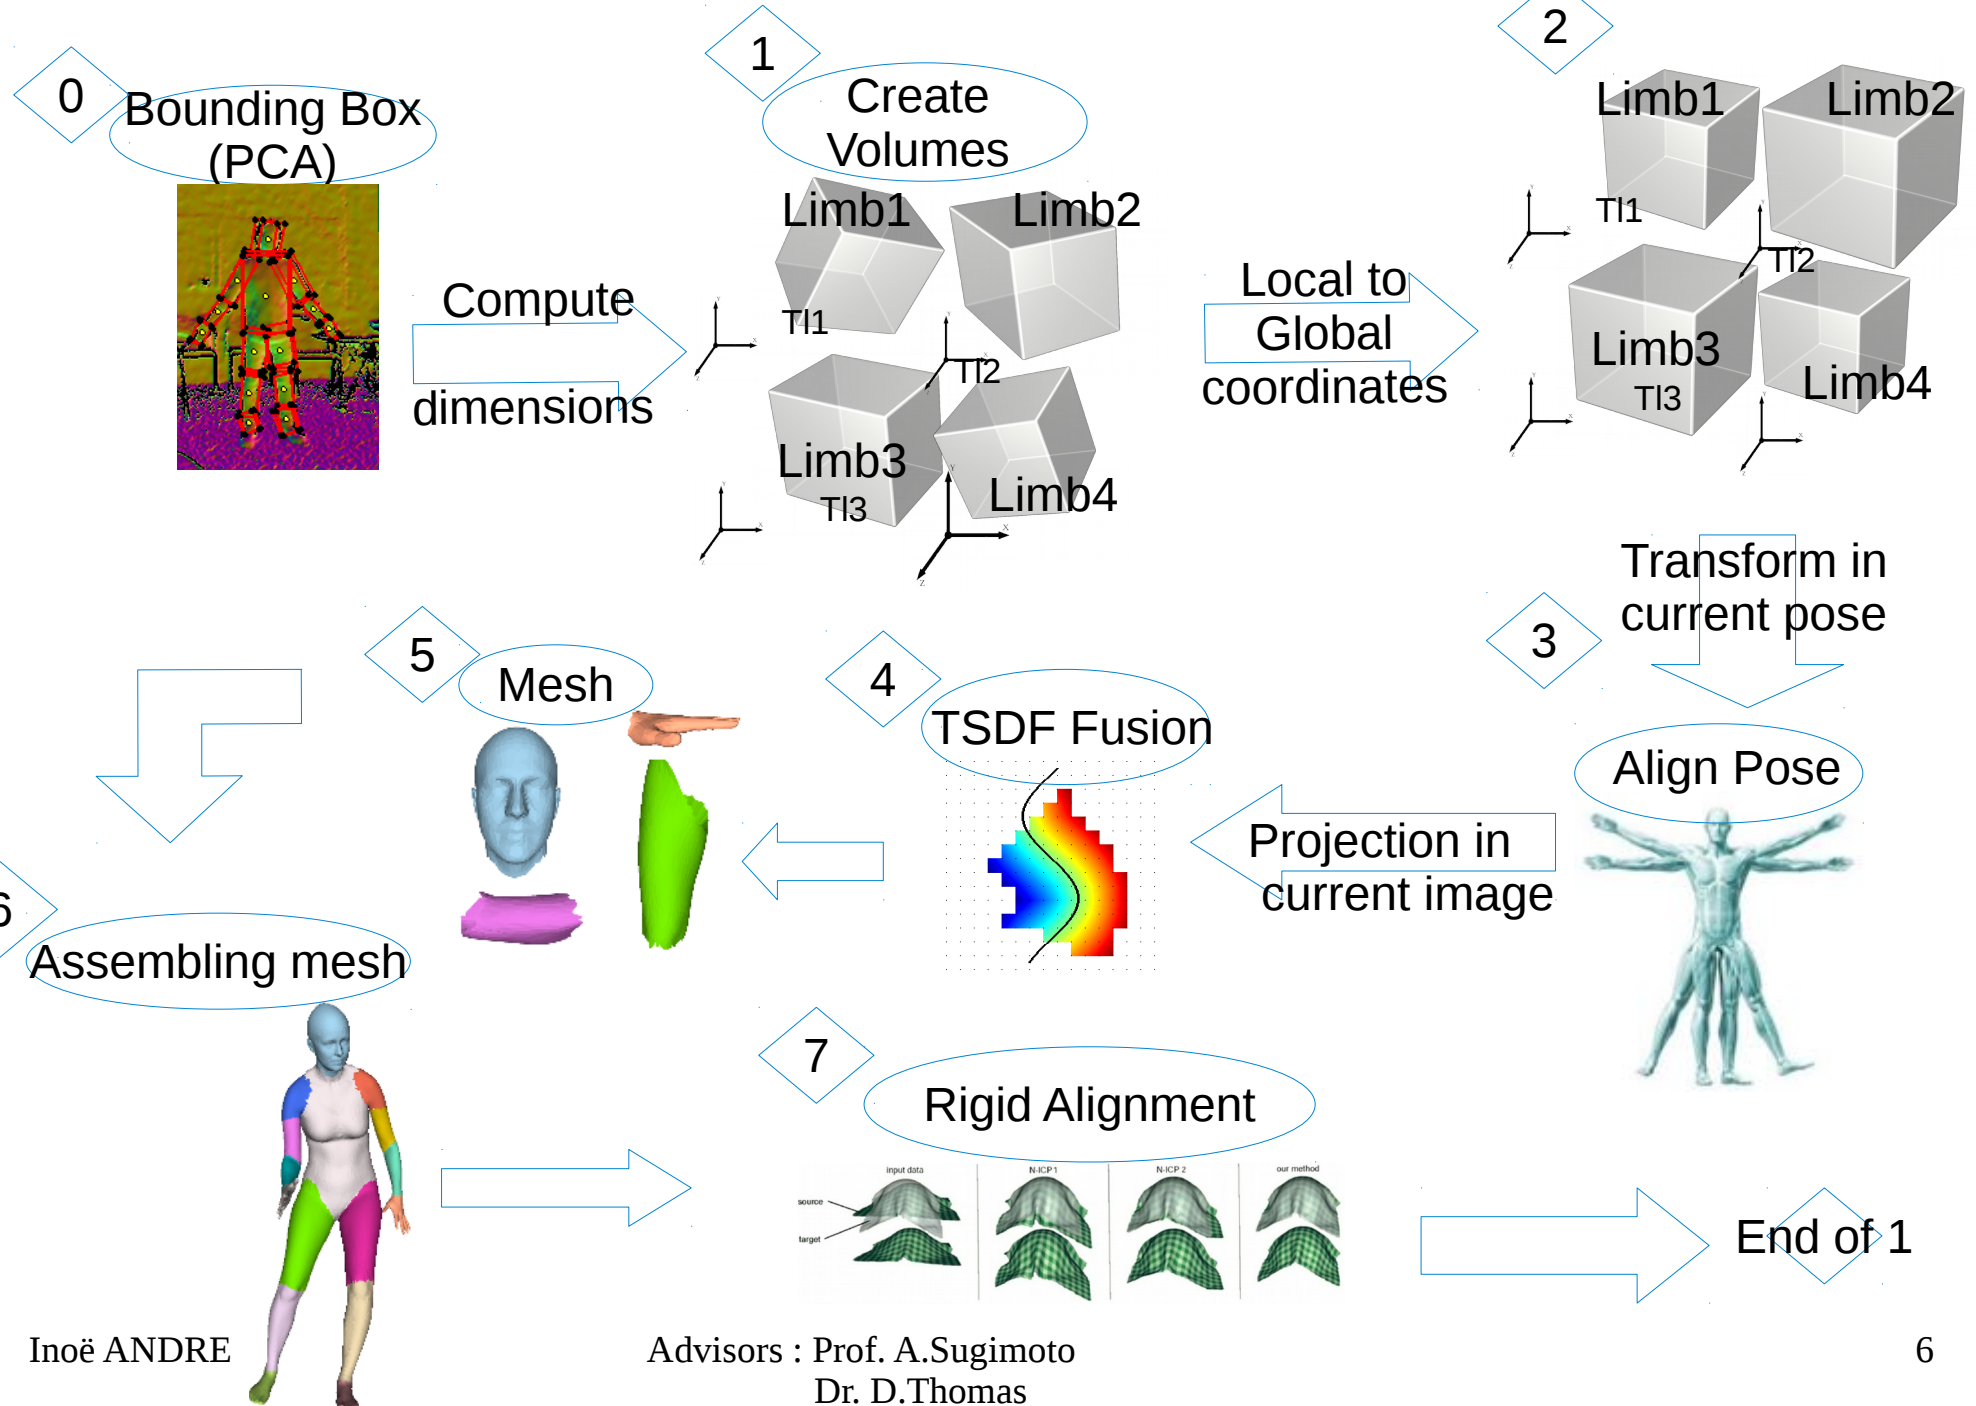 0
Bounding Box
(PCA)
Compute
dimensions
1
Create
Volumes
Limb1
Limb2
Tl1
Tl2
Limb3
Tl3
Limb4
Y
X
Z
Local to
Global
coordinates
2
Limb1
Limb2
Tl1
Tl2
Limb3
Tl3
Limb4
Transform in
current pose
3
Align Pose
Projection in
current image
4
TSDF Fusion
5
Mesh
6
Assembling mesh
7
Rigid Alignment
input data
N-ICP 1
N-ICP 2
our method
source
target
End of 1
Inoë ANDRE
Advisors : Prof. A.Sugimoto
Dr. D.Thomas
6